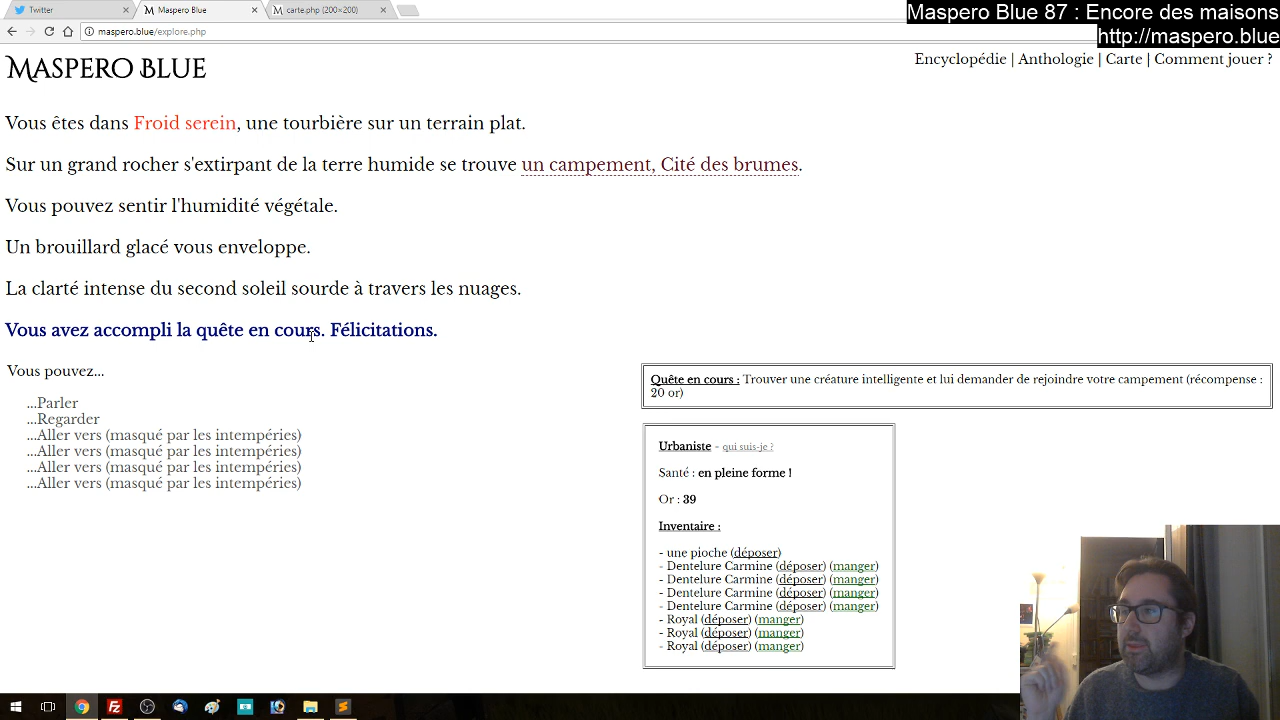 Twitter
Maspero Blue
carte.php (200×200)
Maspero Blue 87 : Encore des maisons
http://maspero.blue
maspero.blue/explore.php
Maspero Blue
Encyclopédie | Anthologie | Carte | Comment jouer ?
Vous êtes dans Froid serein, une tourbière sur un terrain plat.
Sur un grand rocher s'extirpant de la terre humide se trouve un campement, Cité des brumes.
Vous pouvez sentir l'humidité végétale.
Un brouillard glacé vous enveloppe.
La clarté intense du second soleil sourde à travers les nuages.
Vous avez accompli la quête en cours. Félicitations.
Vous pouvez...
...Parler
...Regarder
...Aller vers (masqué par les intempéries)
...Aller vers (masqué par les intempéries)
...Aller vers (masqué par les intempéries)
...Aller vers (masqué par les intempéries)
Quête en cours : Trouver une créature intelligente et lui demander de rejoindre votre campement (récompense :
20 or)
Urbaniste - qui suis-je ?
Santé : en pleine forme !
Or : 39
Inventaire :
- une pioche (déposer)
- Dentelure Carmine (déposer) (manger)
- Dentelure Carmine (déposer) (manger)
- Dentelure Carmine (déposer) (manger)
- Dentelure Carmine (déposer) (manger)
- Royal (déposer) (manger)
- Royal (déposer) (manger)
- Royal (déposer) (manger)